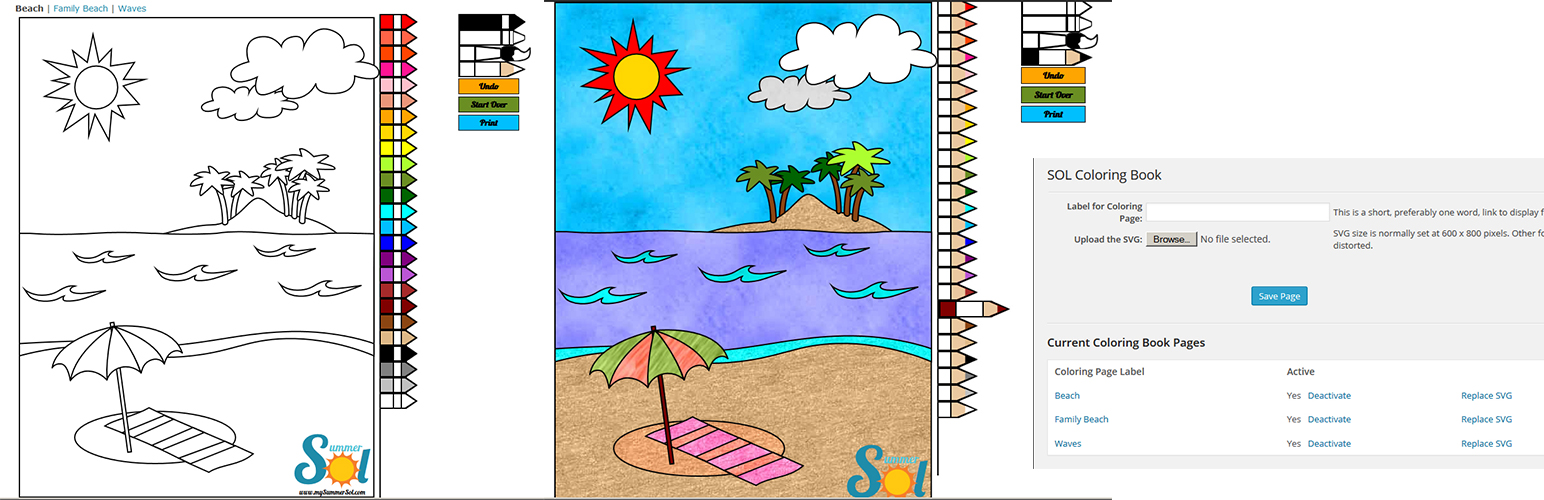 Beach | Family Beach | Waves
Undo
Start Over
Print
Summer
Sol
www.mySummerSol.com
Undo
Start Over
Print
Summer
Sol
SOL Coloring Book
Label for Coloring
Page:
This is a short, preferably one word, link to display f
Upload the SVG:
Browse... No file selected.
SVG size is normally set at 600 x 800 pixels. Other fo
distorted.
Save Page
Current Coloring Book Pages
Coloring Page Label Active
Beach Yes Deactivate Replace SVG
Family Beach Yes Deactivate Replace SVG
Waves Yes Deactivate Replace SVG